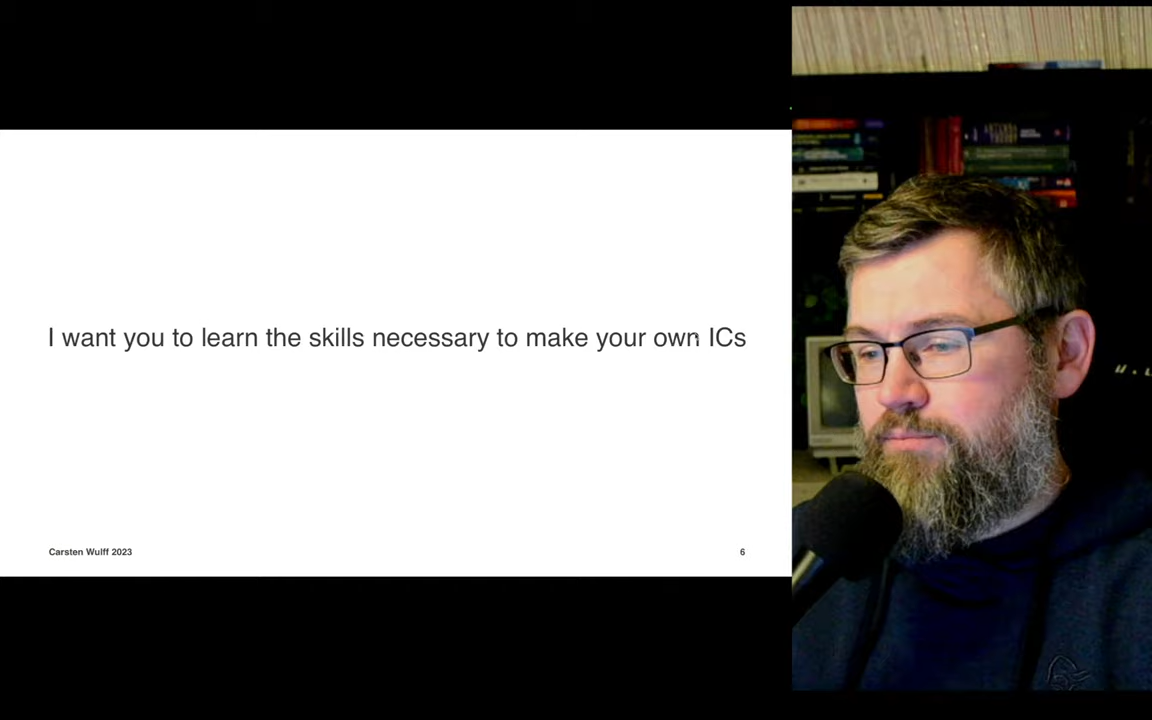 I want you to learn the skills necessary to make your own ICs
Carsten Wulff 2023
6